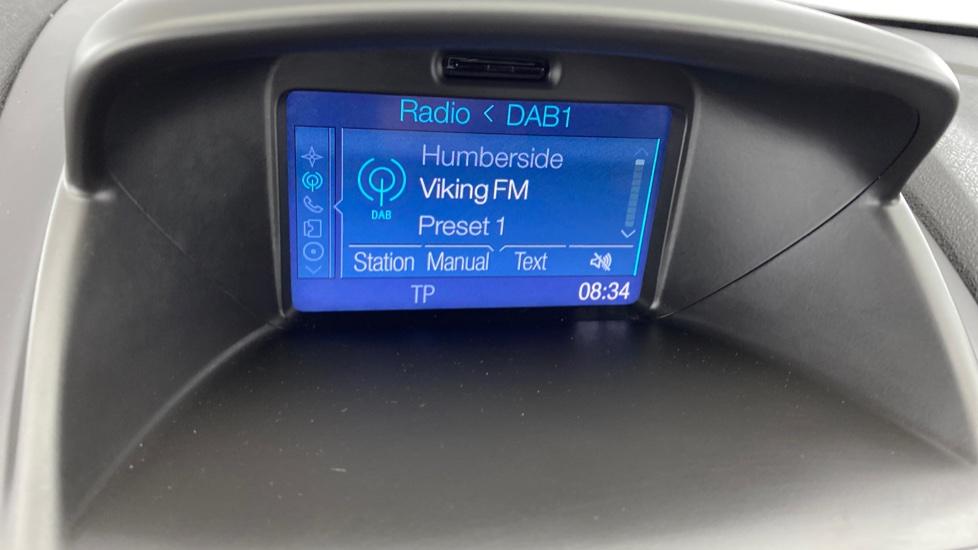 Radio < DAB1
Humberside
Viking FM
DAB
Preset 1
Station Manual Text
TP 08:34